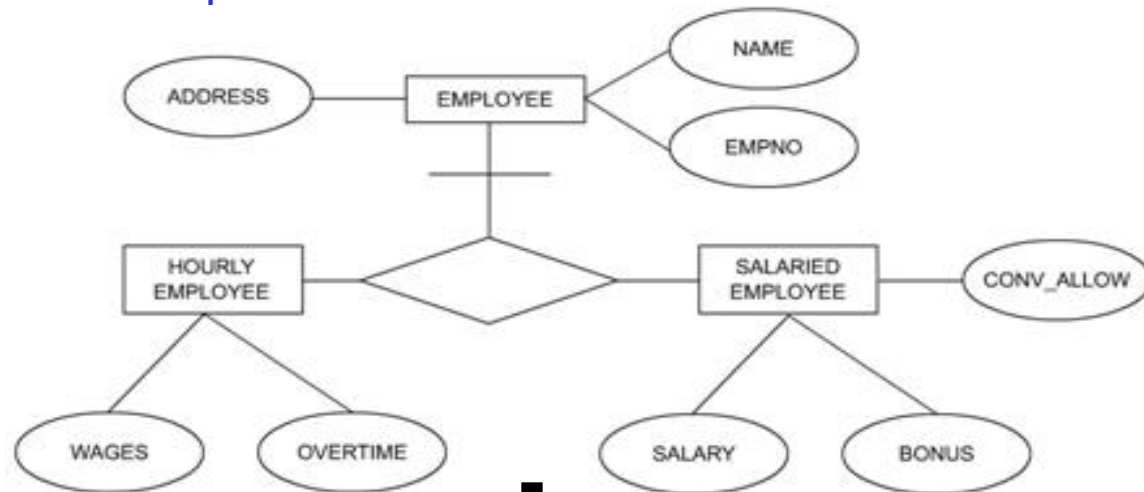 NAME
ADDRESS
EMPLOYEE
EMPNO
HOURLY
EMPLOYEE
SALARIED
EMPLOYEE
CONV_ALLOW
WAGES
OVERTIME
SALARY
BONUS